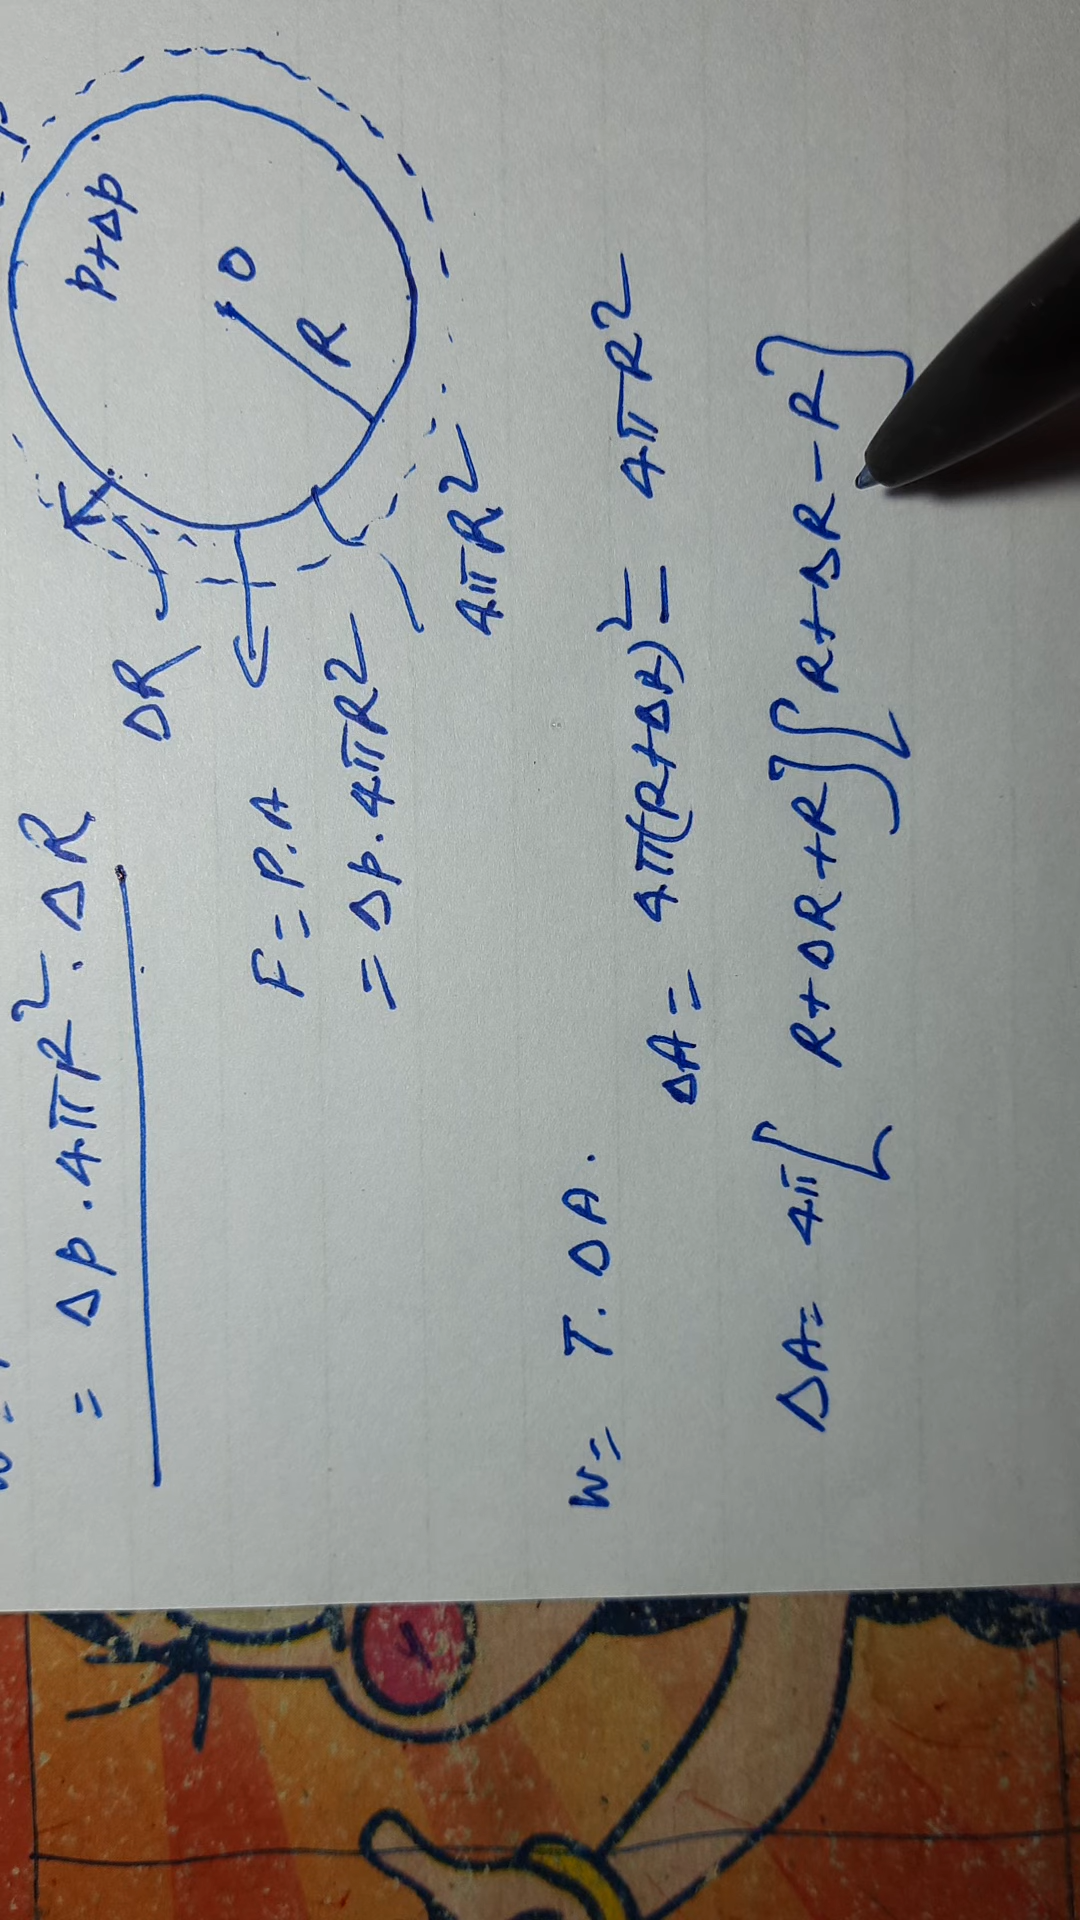 = Δp . 4πR² . ΔR
p+Δp
O
R
ΔR
F = P.A
= Δp . 4πR²
4πR²
W = T. ΔA.
ΔA = 4π(R+ΔR)² = 4πR²
ΔA = 4π[R+ΔR+R][R+ΔR-R]